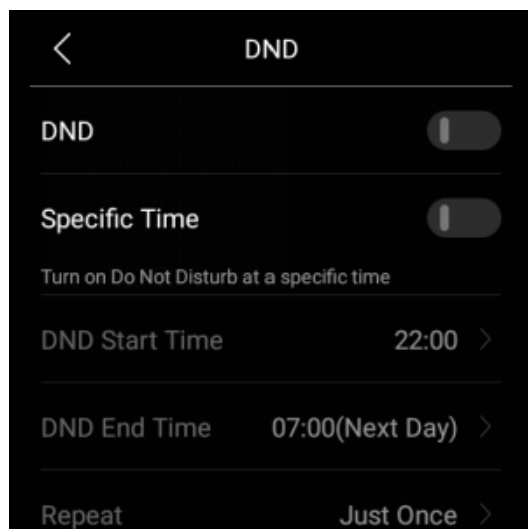 DND
DND
Specific Time
Turn on Do Not Disturb at a specific time
DND Start Time 22:00
DND End Time 07:00(Next Day)
Repeat Just Once